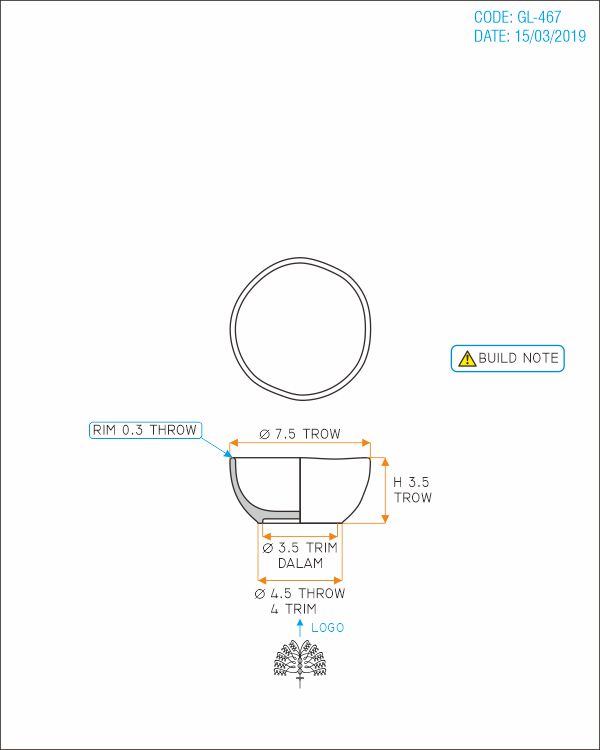 CODE: GL-467
DATE: 15/03/2019
BUILD NOTE
RIM 0.3 THROW
Ø 7.5 TROW
H 3.5
TROW
Ø 3.5 TRIM
DALAM
Ø 4.5 THROW
4 TRIM
LOGO